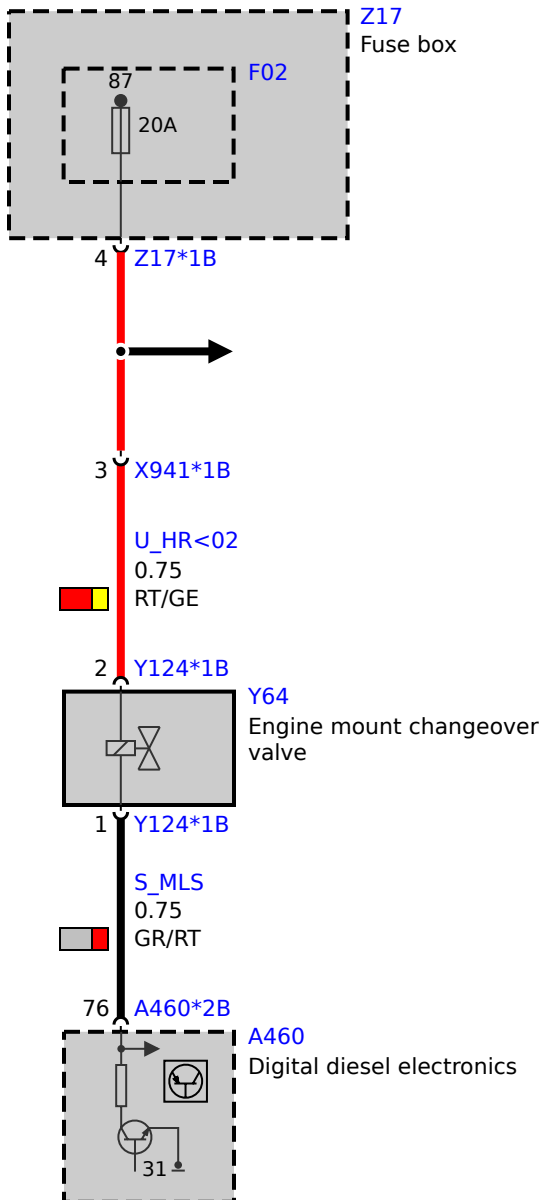 Z17
Fuse box
F02
87
20A
4 Z17*1B
3 X941*1B
U_HR<02
0.75
RT/GE
2 Y124*1B
Y64
Engine mount changeover
valve
1 Y124*1B
S_MLS
0.75
GR/RT
76 A460*2B
A460
Digital diesel electronics
31